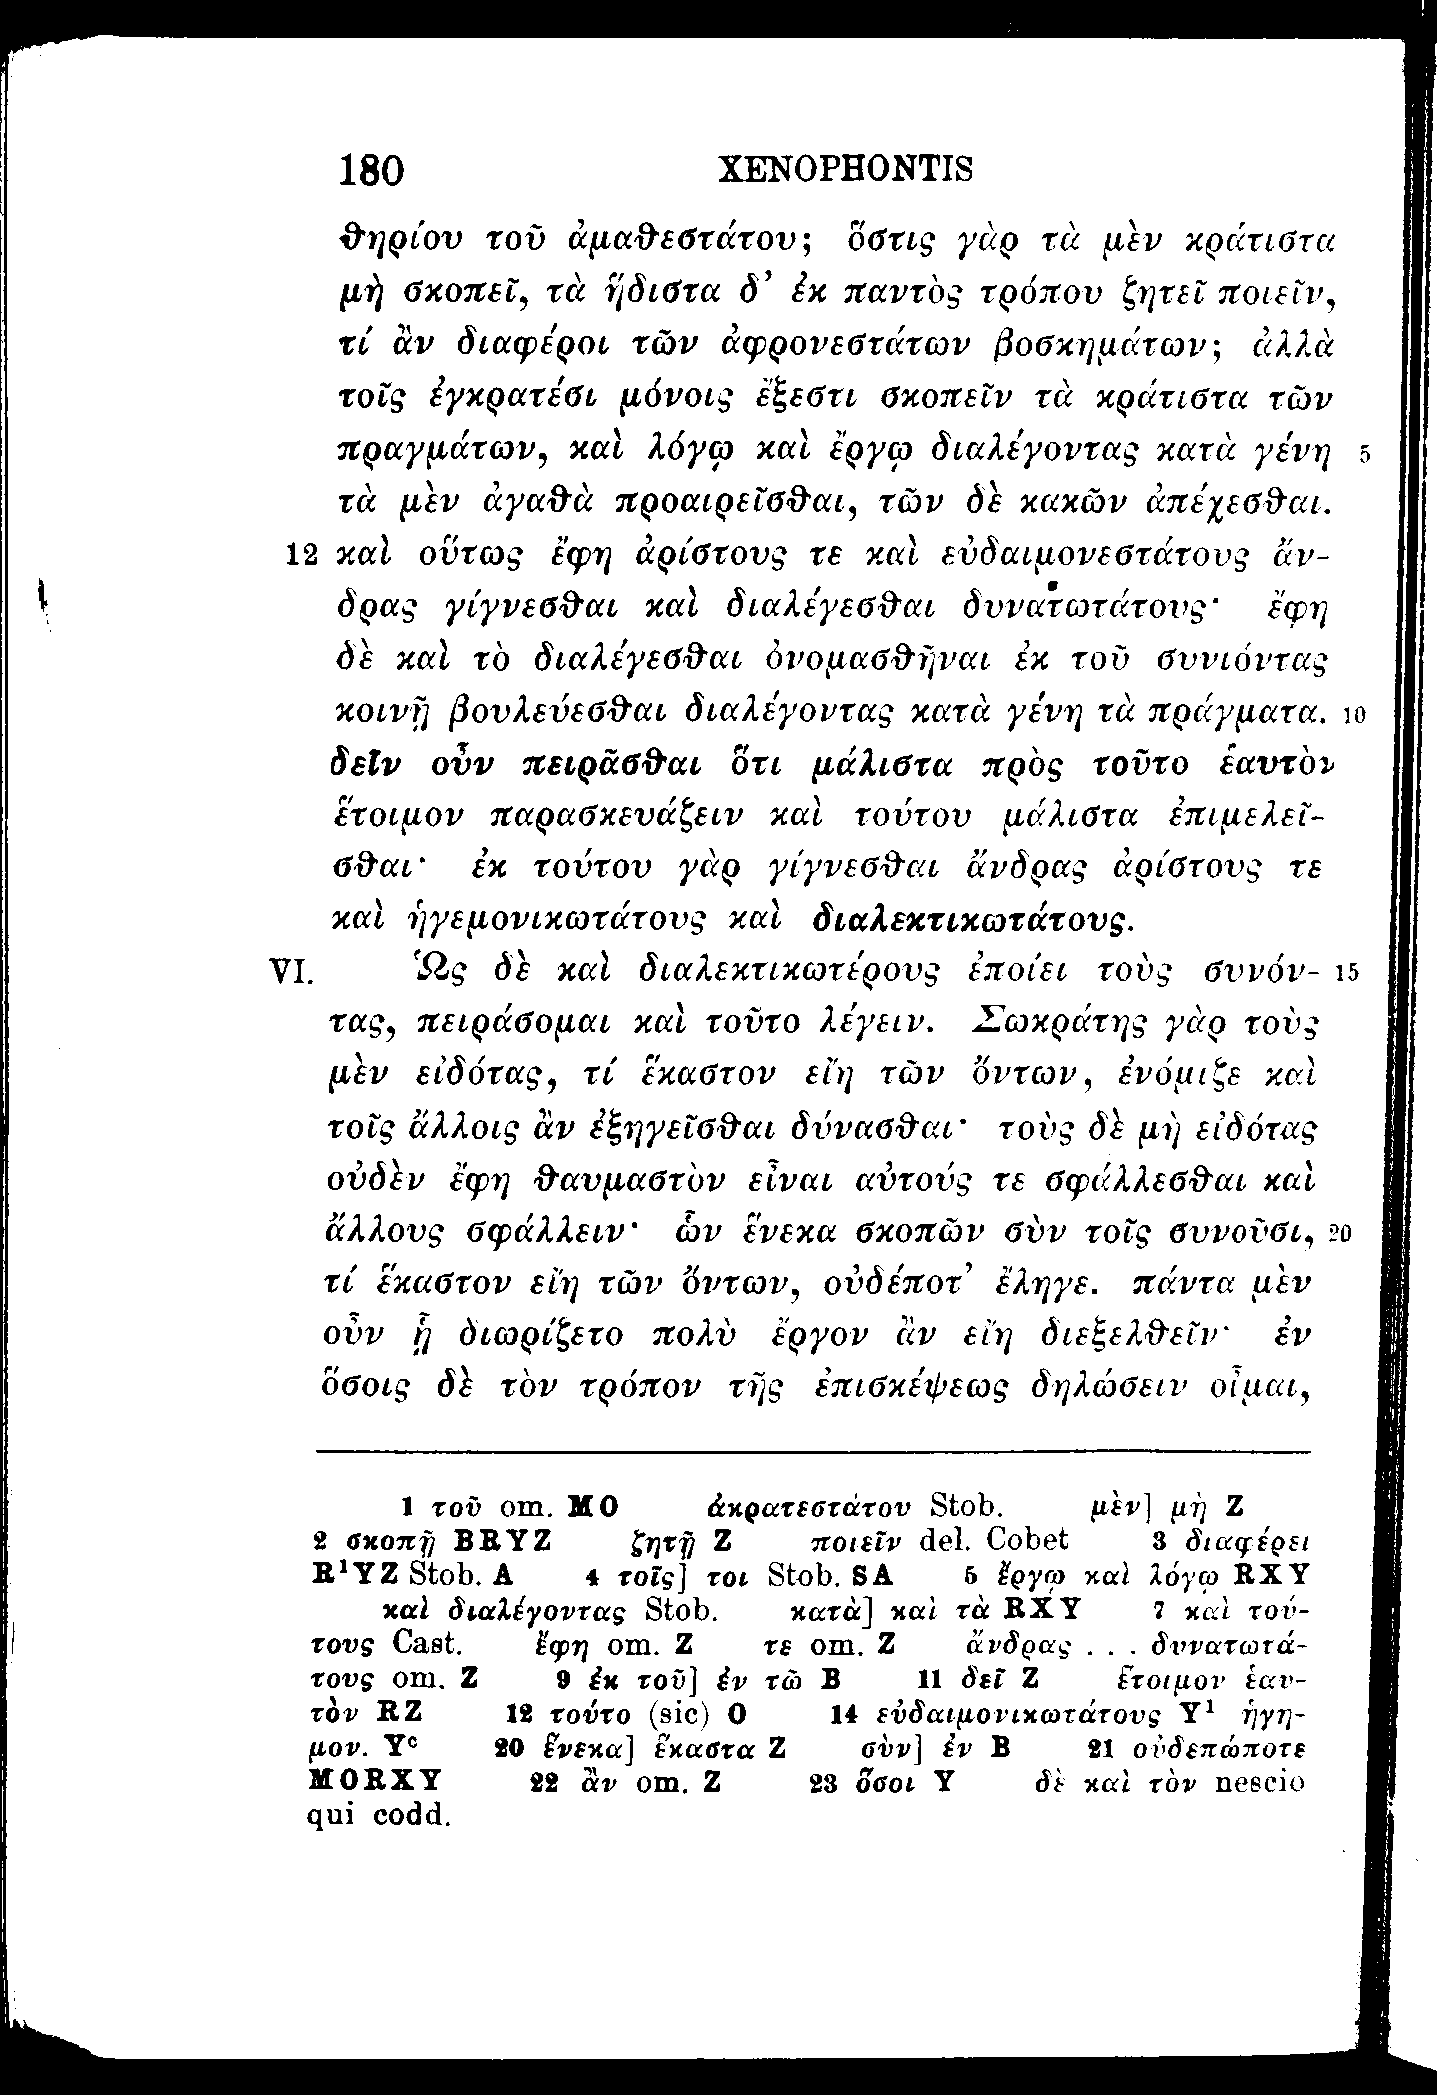 180 XENOPHONTIS
θηρίου τοῦ ἀμαθεστάτου; ὅστις γὰρ τὰ μὲν κράτιστα
μὴ σκοπεῖ, τὰ ἥδιστα δ’ ἐκ παντὸς τρόπου ζητεῖ ποιεῖν,
τί ἂν διαφέροι τῶν ἀφρονεστάτων βοσκημάτων; ἀλλὰ
τοῖς ἐγκρατέσι μόνοις ἔξεστι σκοπεῖν τὰ κράτιστα τῶν
πραγμάτων, καὶ λόγῳ καὶ ἔργῳ διαλέγοντας κατὰ γένη 5
τὰ μὲν ἀγαθὰ προαιρεῖσθαι, τῶν δὲ κακῶν ἀπέχεσθαι.
12 καὶ οὕτως ἔφη ἀρίστους τε καὶ εὐδαιμονεστάτους ἄν-
δρας γίγνεσθαι καὶ διαλέγεσθαι δυνατωτάτους· ἔφη
δὲ καὶ τὸ διαλέγεσθαι ὀνομασθῆναι ἐκ τοῦ συνιόντας
κοινῇ βουλεύεσθαι διαλέγοντας κατὰ γένη τὰ πράγματα. 10
δεῖν οὖν πειρᾶσθαι ὅτι μάλιστα πρὸς τοῦτο ἑαυτὸν
ἕτοιμον παρασκευάζειν καὶ τούτου μάλιστα ἐπιμελεῖ-
σθαι· ἐκ τούτου γὰρ γίγνεσθαι ἄνδρας ἀρίστους τε
καὶ ἡγεμονικωτάτους καὶ διαλεκτικωτάτους.
VI. Ὡς δὲ καὶ διαλεκτικωτέρους ἐποίει τοὺς συνόν- 15
τας, πειράσομαι καὶ τοῦτο λέγειν. Σωκράτης γὰρ τοὺς
μὲν εἰδότας, τί ἕκαστον εἴη τῶν ὄντων, ἐνόμιζε καὶ
τοῖς ἄλλοις ἂν ἐξηγεῖσθαι δύνασθαι· τοὺς δὲ μὴ εἰδότας
οὐδὲν ἔφη θαυμαστὸν εἶναι αὐτούς τε σφάλλεσθαι καὶ
ἄλλους σφάλλειν· ὧν ἕνεκα σκοπῶν σὺν τοῖς συνοῦσι, 20
τί ἕκαστον εἴη τῶν ὄντων, οὐδέποτ’ ἔληγε. πάντα μὲν
οὖν ᾗ διωρίζετο πολὺ ἔργον ἂν εἴη διεξελθεῖν· ἐν
ὅσοις δὲ τὸν τρόπον τῆς ἐπισκέψεως δηλώσειν οἶμαι,
1 τοῦ om. MO ἀκρατεστάτου Stob. μὲν] μὴ Z
2 σκοπῇ BRYZ ζητῇ Z ποιεῖν del. Cobet 3 διαφέρει
R¹YZ Stob. A 4 τοῖς] τοι Stob. SA 5 ἔργῳ καὶ λόγῳ RXY
καὶ διαλέγοντας Stob. κατὰ] καὶ τὰ RXY 7 καὶ τού-
τους Cast. ἔφη om. Z τε om. Z ἄνδρας . . . δυνατωτά-
τους om. Z 9 ἐκ τοῦ] ἐν τῶ B 11 δεῖ Z ἕτοιμον ἑαυ-
τὸν RZ 12 τούτο (sic) O 14 εὐδαιμονικωτάτους Y¹ ἡγη-
μον. Yᶜ 20 ἕνεκα] ἕκαστα Z σὺν] ἐν B 21 οὐδεπώποτε
MORXY 22 ἂν om. Z 23 ὅσοι Y δὲ καὶ τὸν nescio
qui codd.